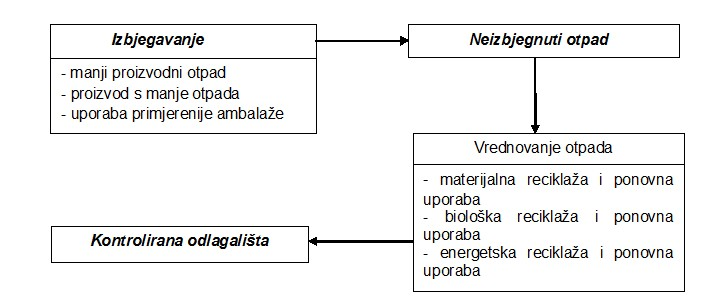 Izbjegavanje
- manji proizvodni otpad
- proizvod s manje otpada
- uporaba primjerenije ambalaže
Neizbjegnuti otpad
Vrednovanje otpada
- materijalna reciklaža i ponovna
uporaba
- biološka reciklaža i ponovna
uporaba
- energetska reciklaža i ponovna
uporaba
Kontrolirana odlagališta